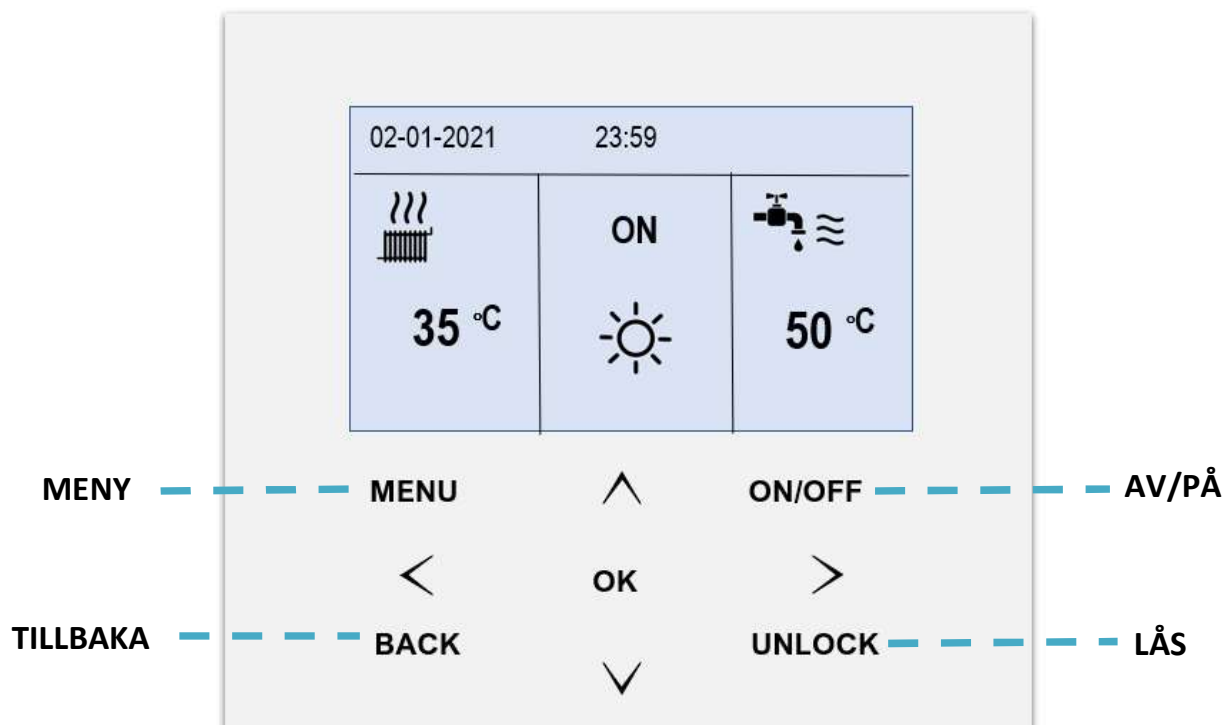 02-01-2021 23:59
ON
35 °C
50 °C
MENY MENU ON/OFF AV/PÅ
OK
TILLBAKA BACK UNLOCK LÅS